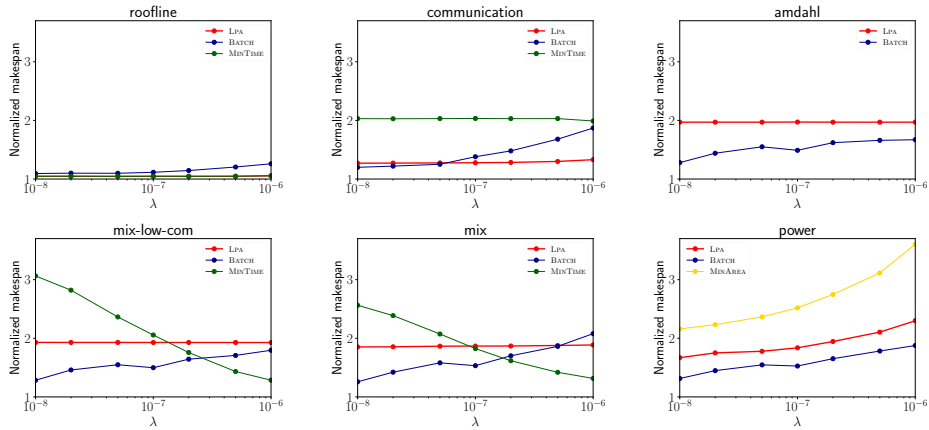 roofline
Normalized makespan
3
2
1
10⁻⁸
10⁻⁷
10⁻⁶
λ
LPA
BATCH
MINTIME
communication
Normalized makespan
3
2
1
10⁻⁸
10⁻⁷
10⁻⁶
λ
LPA
BATCH
MINTIME
amdahl
Normalized makespan
3
2
1
10⁻⁸
10⁻⁷
10⁻⁶
λ
LPA
BATCH
mix-low-com
Normalized makespan
3
2
1
10⁻⁸
10⁻⁷
10⁻⁶
λ
LPA
BATCH
MINTIME
mix
Normalized makespan
3
2
1
10⁻⁸
10⁻⁷
10⁻⁶
λ
LPA
BATCH
MINTIME
power
Normalized makespan
3
2
1
10⁻⁸
10⁻⁷
10⁻⁶
λ
LPA
BATCH
MINAREA